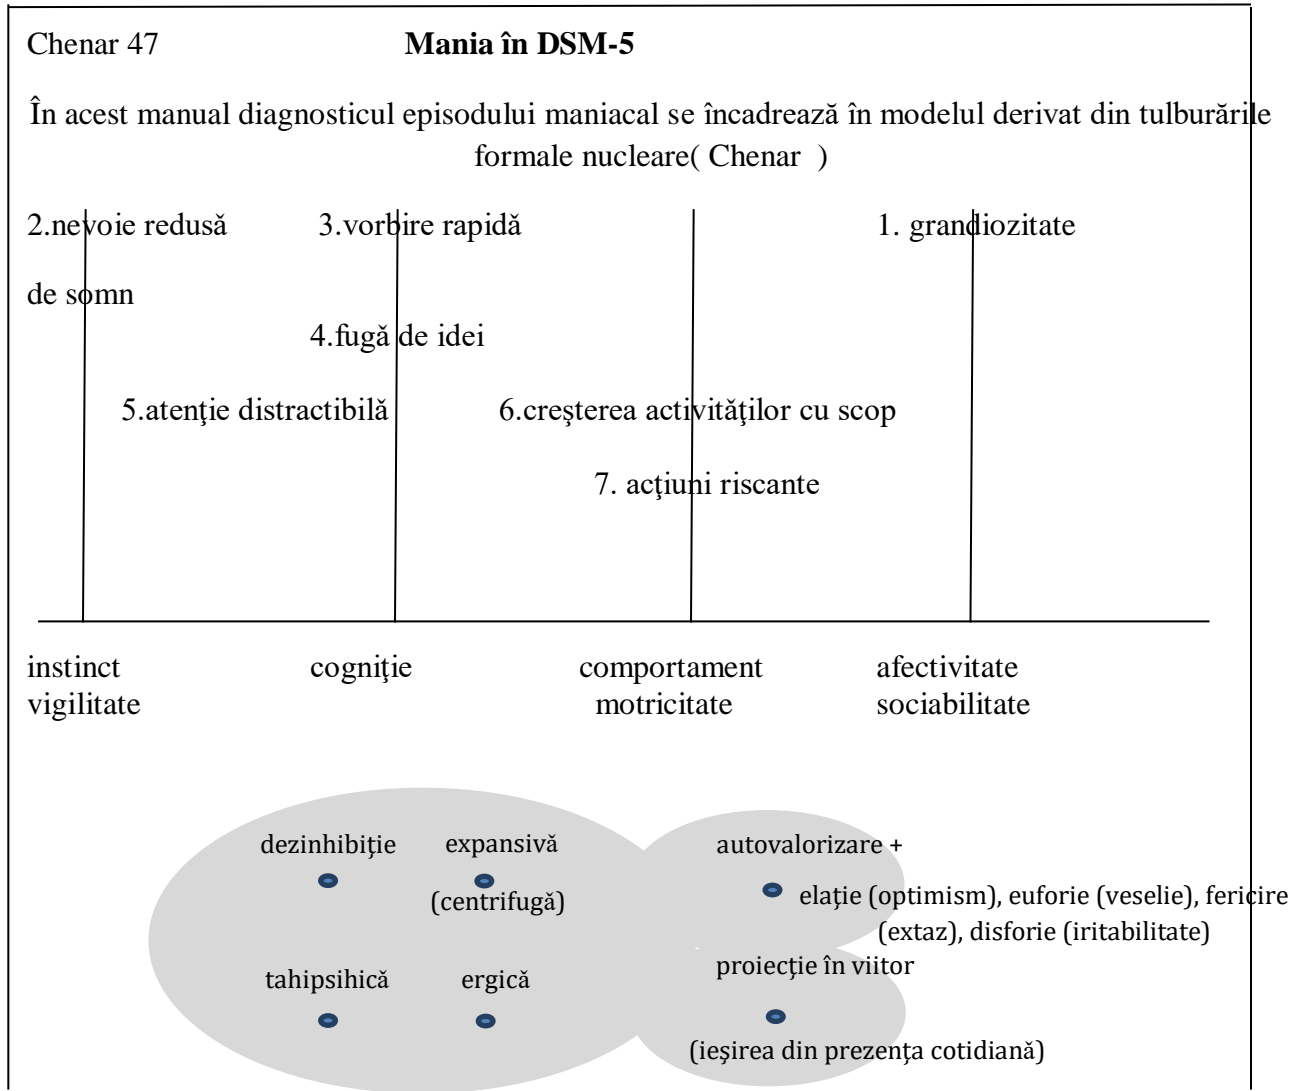 Chenar 47 Mania în DSM-5
În acest manual diagnosticul episodului maniacal se încadrează în modelul derivat din tulburările
formale nucleare( Chenar )
2.nevoie redusă 3.vorbire rapidă 1. grandiozitate
de somn
4.fugă de idei
5.atenţie distractibilă 6.creşterea activităţilor cu scop
7. acţiuni riscante
instinct cogniţie comportament afectivitate
vigilitate motricitate sociabilitate
dezinhibiţie expansivă autovalorizare +
(centrifugă) elaţie (optimism), euforie (veselie), fericire
(extaz), disforie (iritabilitate)
tahipsihică ergică proiecţie în viitor
(ieşirea din prezenţa cotidiană)